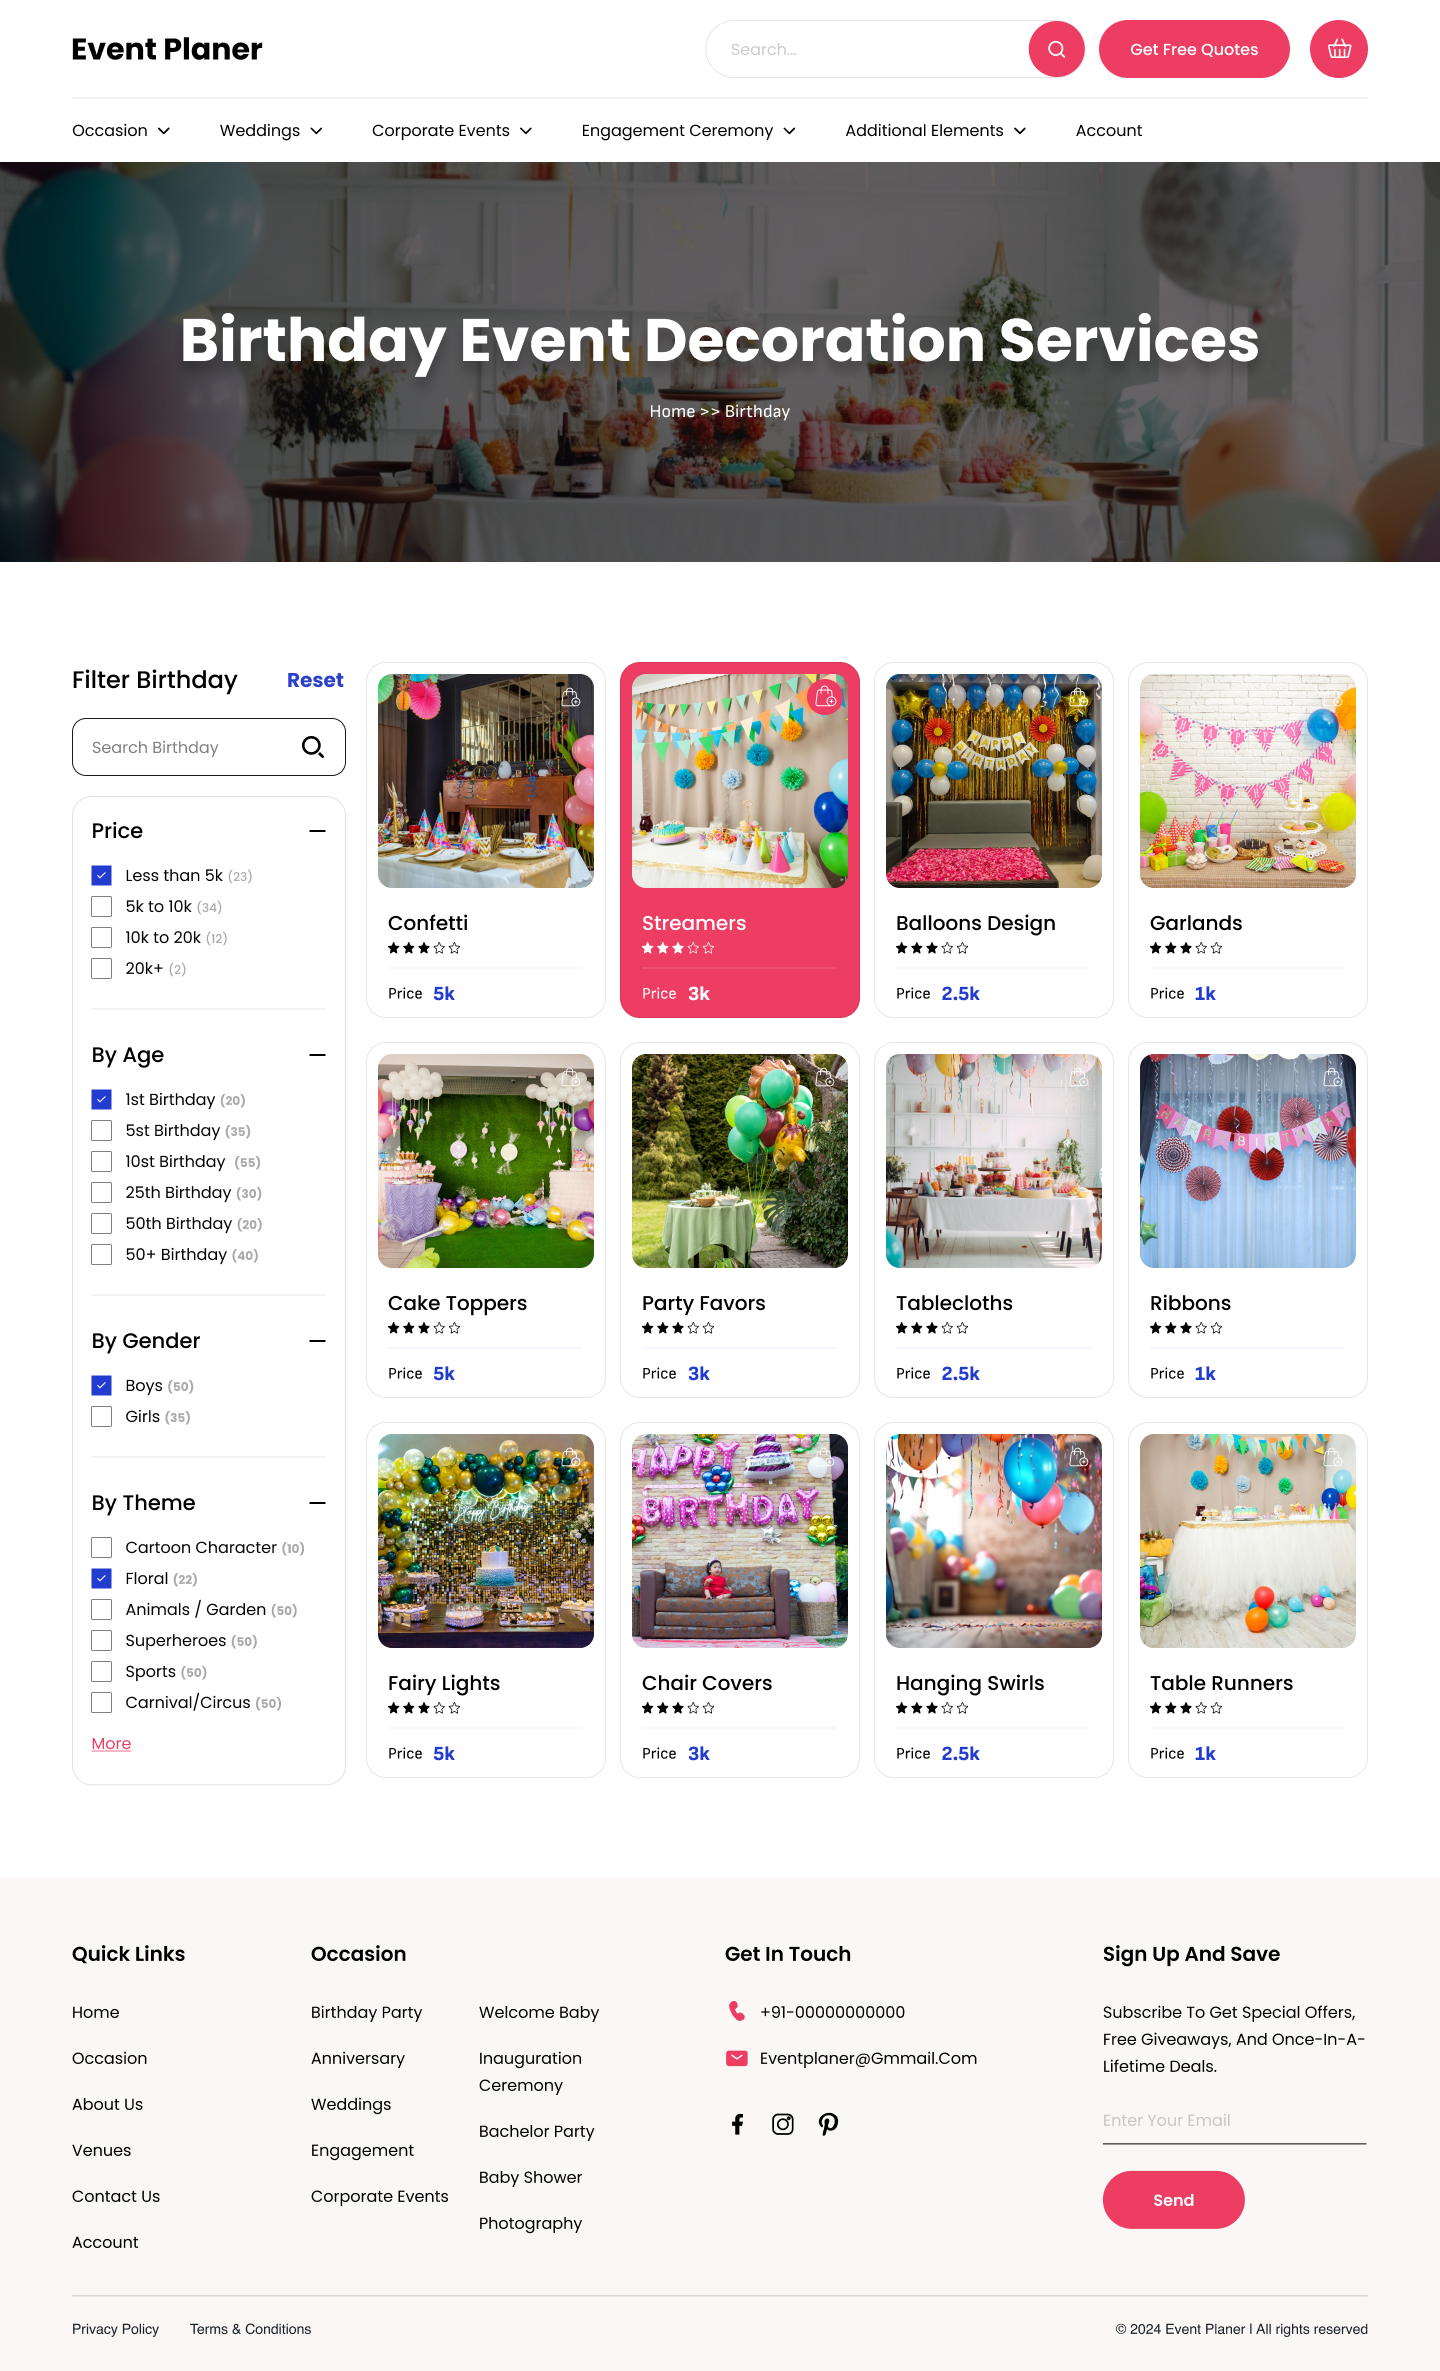 Event Planer
Search...
Get Free Quotes
Occasion
Weddings
Corporate Events
Engagement Ceremony
Additional Elements
Account
Birthday Event Decoration Services
Home >> Birthday
Filter Birthday
Reset
Search Birthday
Price
Less than 5k (23)
5k to 10k (34)
10k to 20k (12)
20k+ (2)
By Age
1st Birthday (20)
5st Birthday (35)
10st Birthday (55)
25th Birthday (30)
50th Birthday (20)
50+ Birthday (40)
By Gender
Boys (50)
Girls (35)
By Theme
Cartoon Character (10)
Floral (22)
Animals / Garden (50)
Superheroes (50)
Sports (50)
Carnival/Circus (50)
More
Confetti
Price 5k
Streamers
Price 3k
HAPPY
BIRTHDAY
Balloons Design
Price 2.5k
Garlands
Price 1k
Cake Toppers
Price 5k
Party Favors
Price 3k
Tablecloths
Price 2.5k
BIRTHDAY
Ribbons
Price 1k
Happy Birthday
Fairy Lights
Price 5k
HAPPY
BIRTHDAY
Chair Covers
Price 3k
Hanging Swirls
Price 2.5k
Table Runners
Price 1k
Quick Links
Home
Occasion
About Us
Venues
Contact Us
Account
Occasion
Birthday Party
Anniversary
Weddings
Engagement
Corporate Events
Welcome Baby
Inauguration
Ceremony
Bachelor Party
Baby Shower
Photography
Get In Touch
+91-00000000000
Eventplaner@Gmmail.Com
Sign Up And Save
Subscribe To Get Special Offers,
Free Giveaways, And Once-In-A-
Lifetime Deals.
Enter Your Email
Send
Privacy Policy
Terms & Conditions
© 2024 Event Planer | All rights reserved